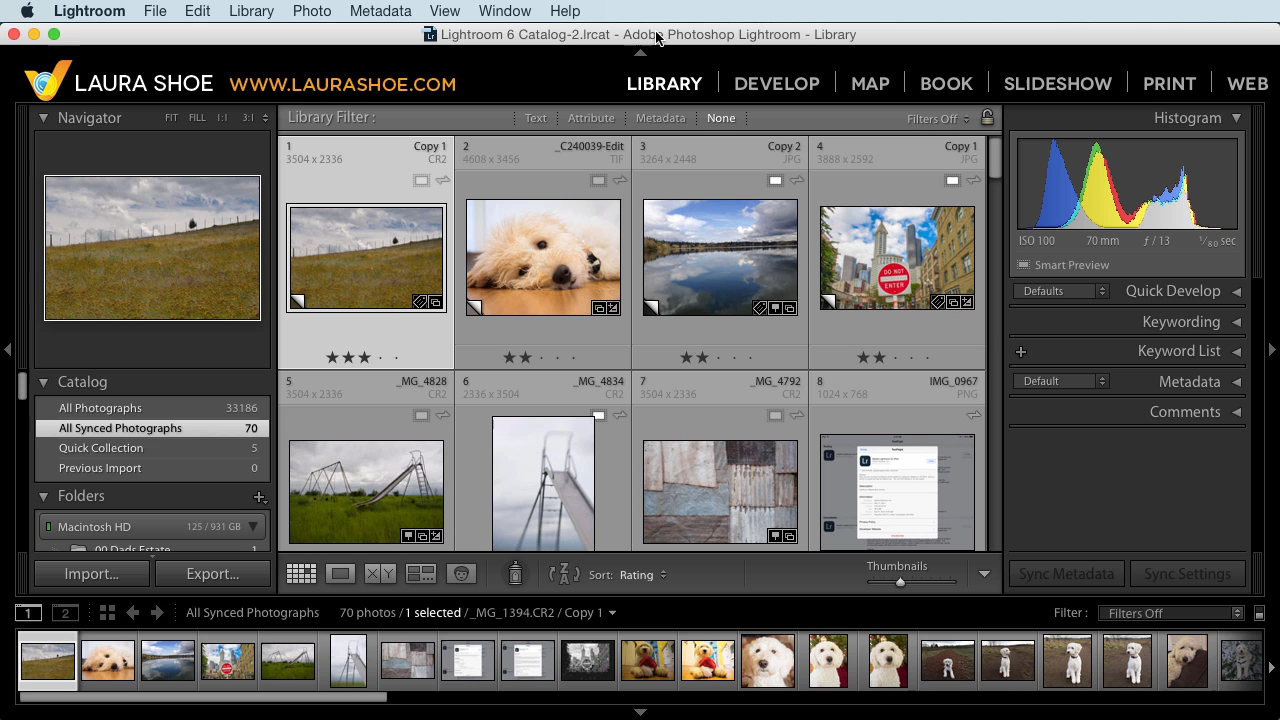 Lightroom File Edit Library Photo Metadata View Window Help
Lightroom 6 Catalog-2.lrcat - Adobe Photoshop Lightroom - Library
LAURA SHOE WWW.LAURASHOE.COM
LIBRARY DEVELOP MAP BOOK SLIDESHOW PRINT WEB
Navigator FIT FILL 1:1 3:1
Library Filter : Text Attribute Metadata None Filters Off
Histogram
1 Copy 1
3504 x 2336 CR2
2 _C240039-Edit
4608 x 3456 TIF
3 Copy 2
3264 x 2448 JPG
4 Copy 1
3888 x 2592 JPG
DO NOT
ENTER
ISO 100 70 mm ƒ / 13 1/80 sec
Smart Preview
Defaults Quick Develop
Keywording
Keyword List
Default Metadata
Comments
Catalog
All Photographs 33186
All Synced Photographs 70
Quick Collection 5
Previous Import 0
Folders
Macintosh HD 125 / 931 GB
00 Dads Estate 1
Import... Export...
5 _MG_4828
3504 x 2336 CR2
6 _MG_4834
2336 x 3504 CR2
7 _MG_4792
3504 x 2336 CR2
8 IMG_0967
1024 x 768 PNG
Lr
X Y
Sort: Rating
Thumbnails
Sync Metadata Sync Settings
1 2 All Synced Photographs 70 photos / 1 selected / _MG_1394.CR2 / Copy 1 Filter : Filters Off